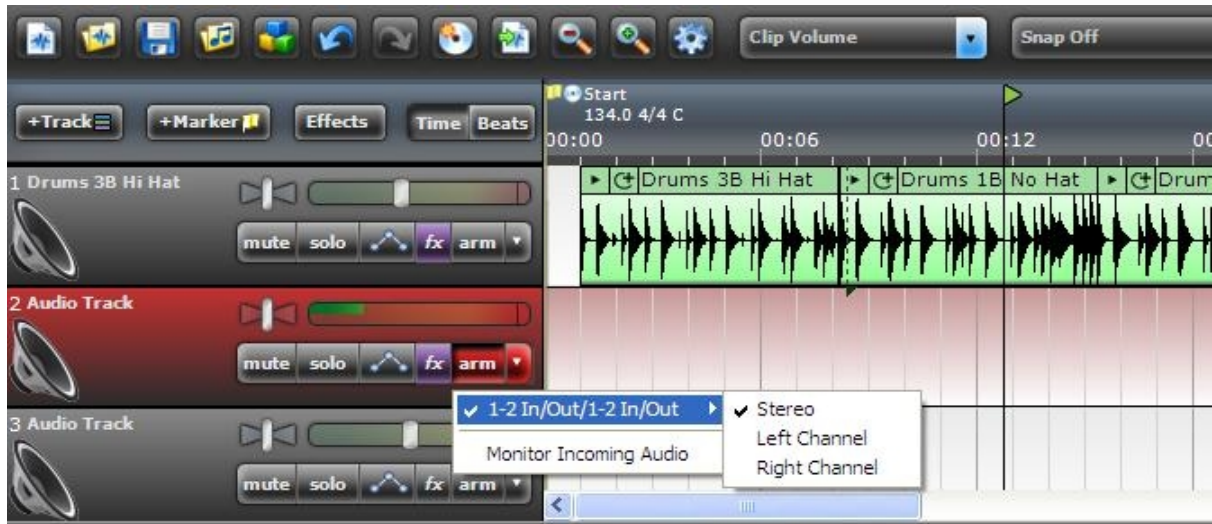 Clip Volume
Snap Off
+Track
+Marker
Effects
Time
Beats
Start
134.0 4/4 C
00:00
00:06
00:12
00
1 Drums 3B Hi Hat
mute solo fx arm
Drums 3B Hi Hat
Drums 1B No Hat
Drum
2 Audio Track
mute solo fx arm
1-2 In/Out/1-2 In/Out
Monitor Incoming Audio
Stereo
Left Channel
Right Channel
3 Audio Track
mute solo fx arm